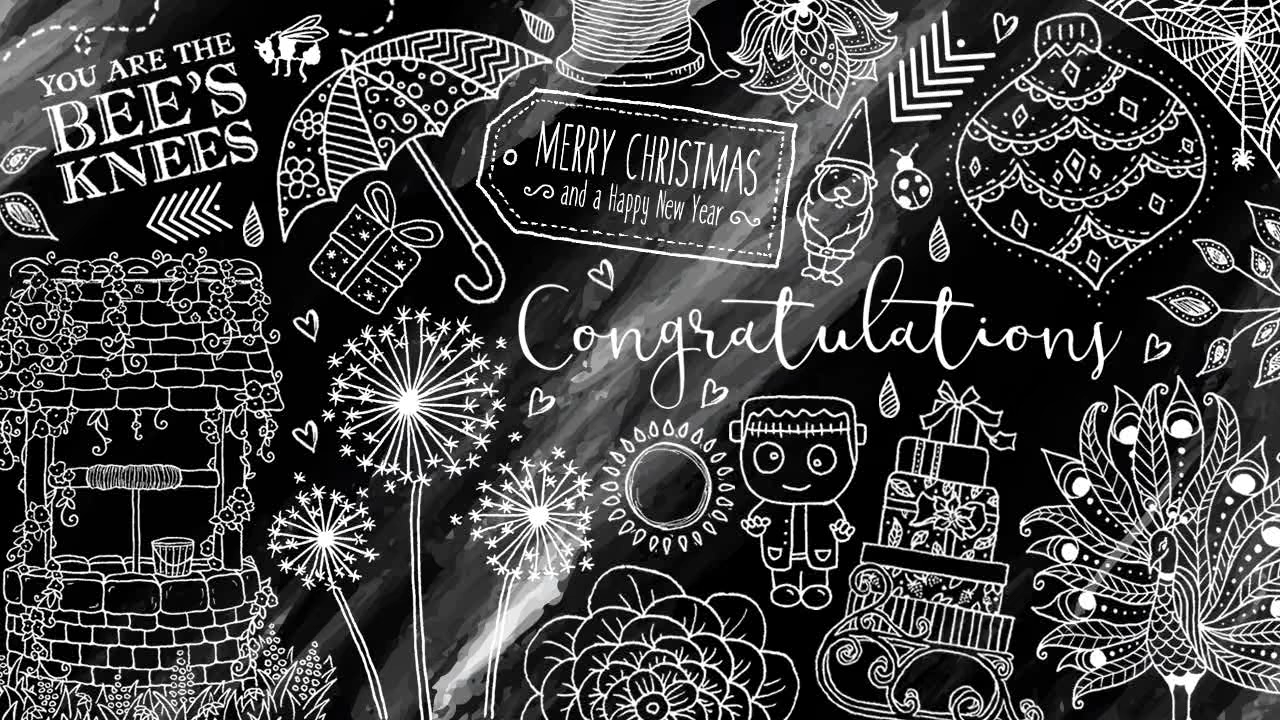 YOU ARE THE
BEE'S
KNEES
MERRY CHRISTMAS
and a Happy New Year
Congratulations